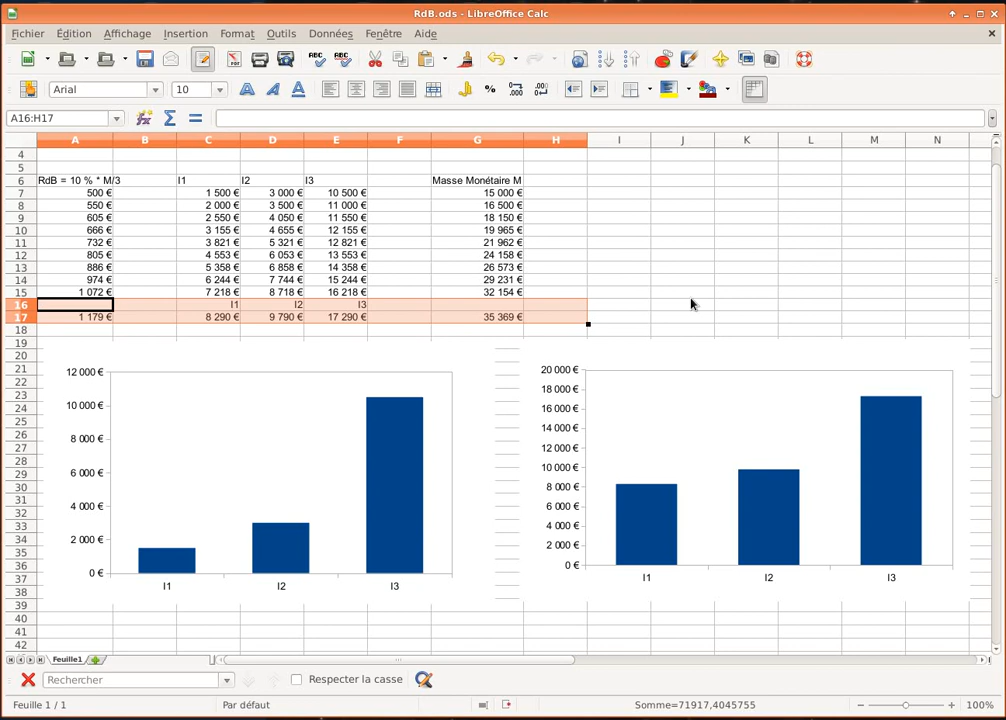 RdB.ods - LibreOffice Calc
Fichier Édition Affichage Insertion Format Outils Données Fenêtre Aide
Arial 10
A16:H17
A B C D E F G H I J K L M N
4
5
6 RdB = 10 % * M/3 I1 I2 I3 Masse Monétaire M
7 500 € 1 500 € 3 000 € 10 500 € 15 000 €
8 550 € 2 000 € 3 500 € 11 000 € 16 500 €
9 605 € 2 550 € 4 050 € 11 550 € 18 150 €
10 666 € 3 155 € 4 655 € 12 155 € 19 965 €
11 732 € 3 821 € 5 321 € 12 821 € 21 962 €
12 805 € 4 553 € 6 053 € 13 553 € 24 158 €
13 886 € 5 358 € 6 858 € 14 358 € 26 573 €
14 974 € 6 244 € 7 744 € 15 244 € 29 231 €
15 1 072 € 7 218 € 8 718 € 16 218 € 32 154 €
16 I1 I2 I3
17 1 179 € 8 290 € 9 790 € 17 290 € 35 369 €
18
19
20
21
22
23
24
25
26
27
28
29
30
31
32
33
34
35
36
37
38
39
40
41
42
12 000 €
10 000 €
8 000 €
6 000 €
4 000 €
2 000 €
0 €
I1 I2 I3
20 000 €
18 000 €
16 000 €
14 000 €
12 000 €
10 000 €
8 000 €
6 000 €
4 000 €
2 000 €
0 €
I1 I2 I3
Feuille1
Rechercher Respecter la casse
Feuille 1 / 1 Par défaut Somme=71917,4045755 100%